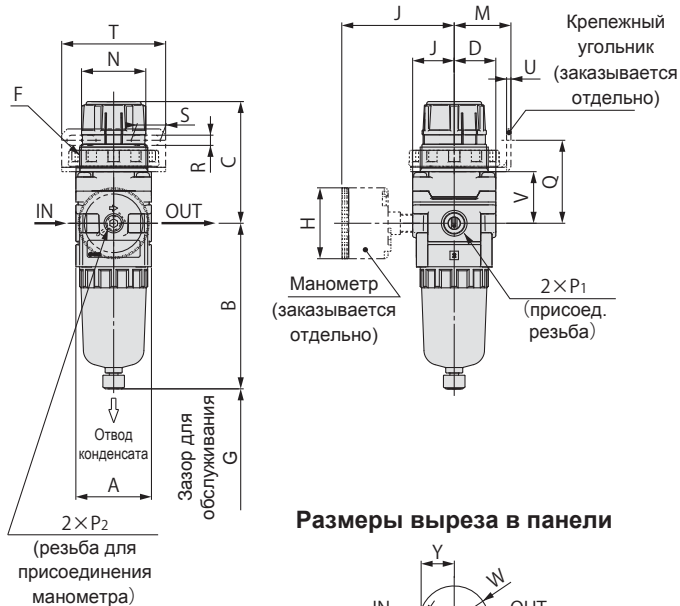 T
N
F
S
R
C
IN
OUT
B
Отвод
конденсата
A
Зазор для
обслуживания
G
2×P2
(резьба для
присоединения
манометра)
J
M
J
D
U
Крепежный
угольник
(заказывается
отдельно)
Q
V
H
Манометр
(заказывается
отдельно)
2×P1
(присоед.
резьба)
Размеры выреза в панели
Y
W
IN
OUT